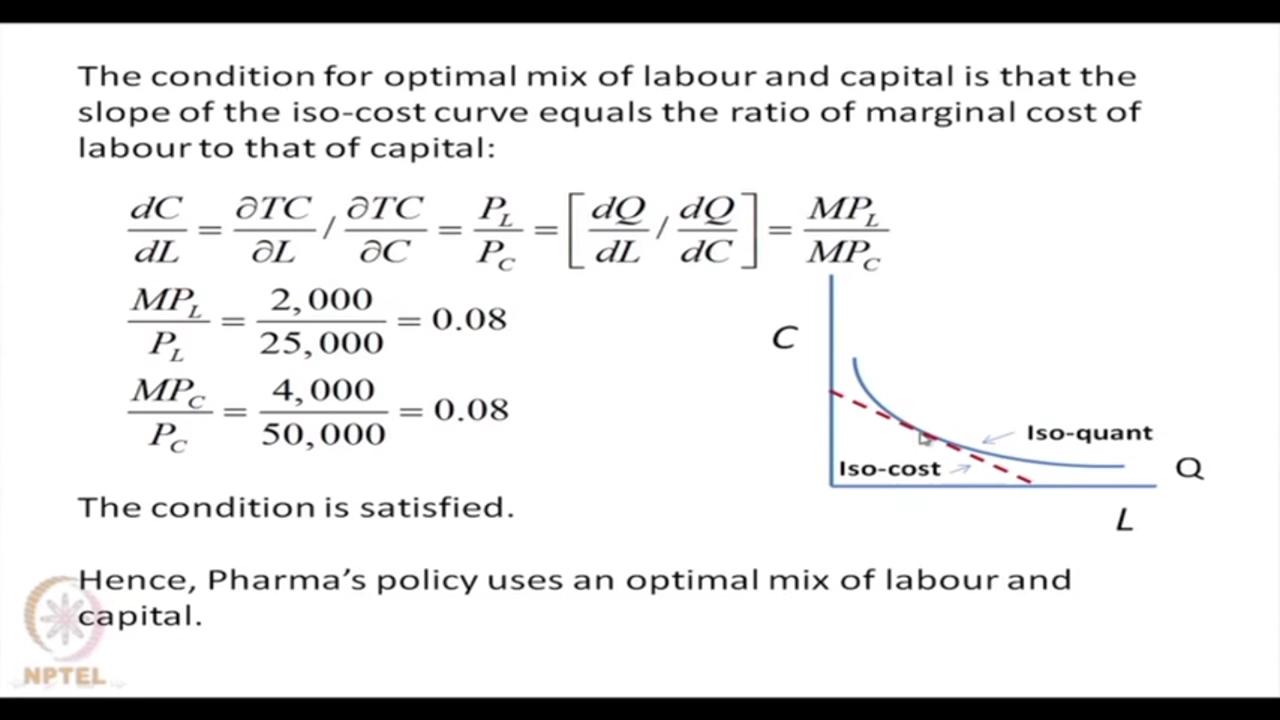 The condition for optimal mix of labour and capital is that the
slope of the iso-cost curve equals the ratio of marginal cost of
labour to that of capital:
dC/dL = ∂TC/∂L / ∂TC/∂C = P_L/P_C = [dQ/dL / dQ/dC] = MP_L/MP_C
MP_L/P_L = 2,000/25,000 = 0.08
MP_C/P_C = 4,000/50,000 = 0.08
C
Iso-quant
Iso-cost
Q
L
The condition is satisfied.
Hence, Pharma's policy uses an optimal mix of labour and
capital.
NPTEL